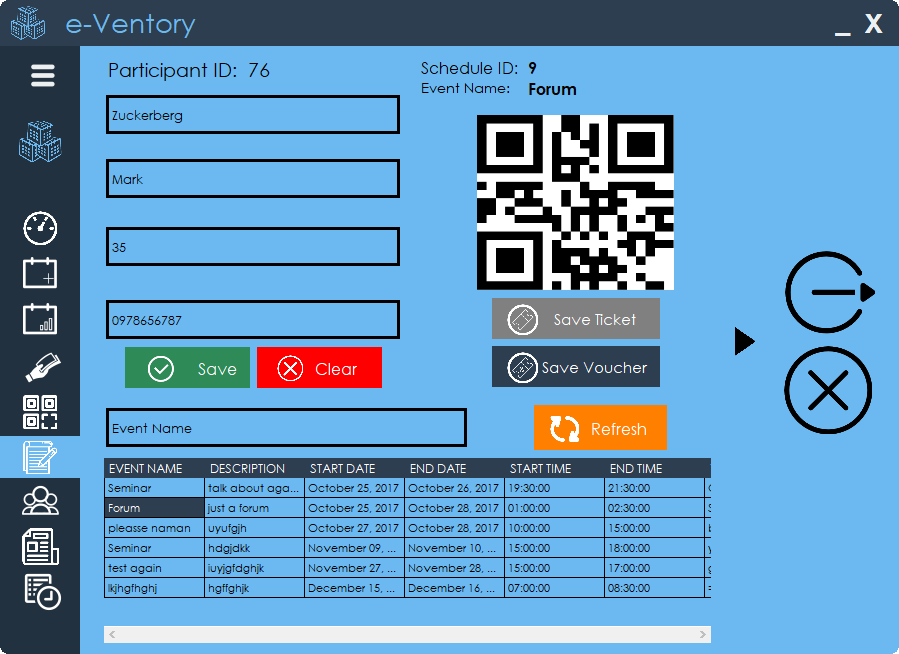 e-Ventory
_ X
Participant ID: 76
Schedule ID: 9
Event Name: Forum
Zuckerberg
Mark
35
0978656787
Save Clear
Save Ticket
Save Voucher
Event Name
Refresh
EVENT NAME DESCRIPTION START DATE END DATE START TIME END TIME
Seminar talk about aga... October 25, 2017 October 26, 2017 19:30:00 21:30:00
Forum just a forum October 25, 2017 October 28, 2017 01:00:00 02:30:00
pleasse naman uyufgjh October 27, 2017 October 28, 2017 10:00:00 15:00:00
Seminar hdgjdkk November 09, ... November 10, ... 15:00:00 18:00:00
test again iuyjgfdghjk November 27, ... November 28, ... 15:00:00 17:00:00
lkjhgfhghj hgffghjk December 15, ... December 16, ... 07:00:00 08:30:00